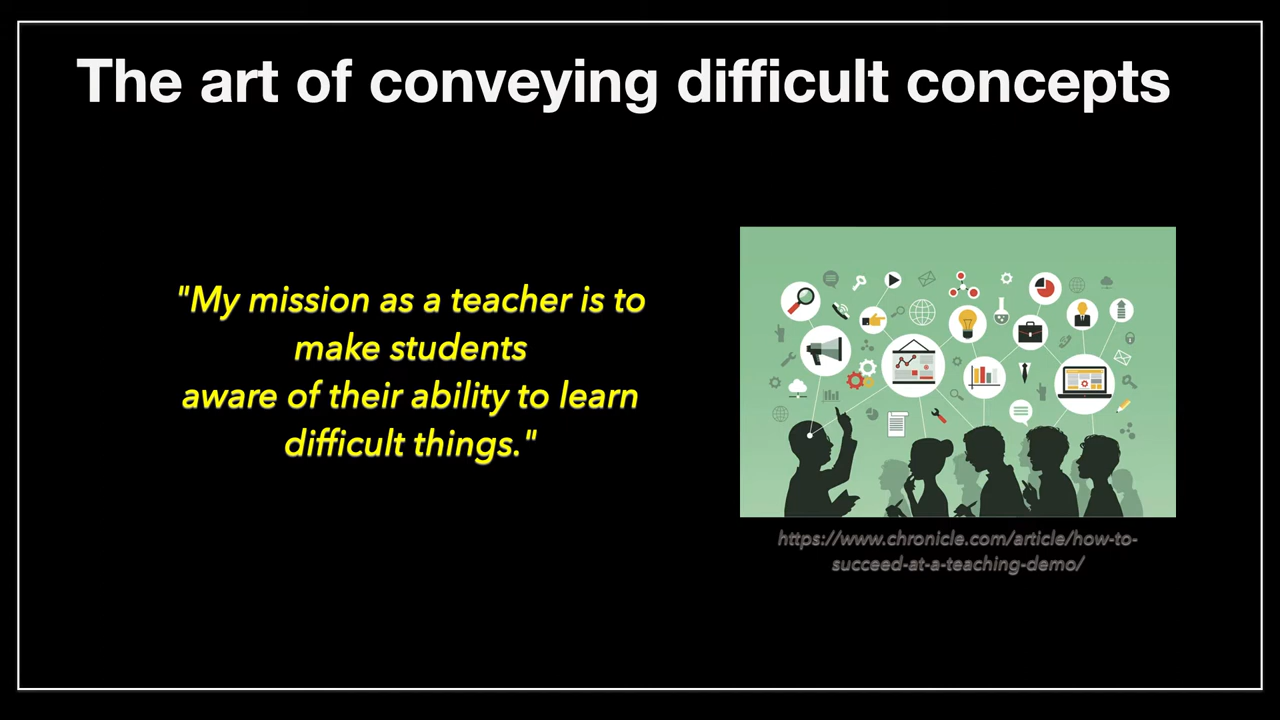 The art of conveying difficult concepts
"My mission as a teacher is to
make students
aware of their ability to learn
difficult things."
https://www.chronicle.com/article/how-to-
succeed-at-a-teaching-demo/